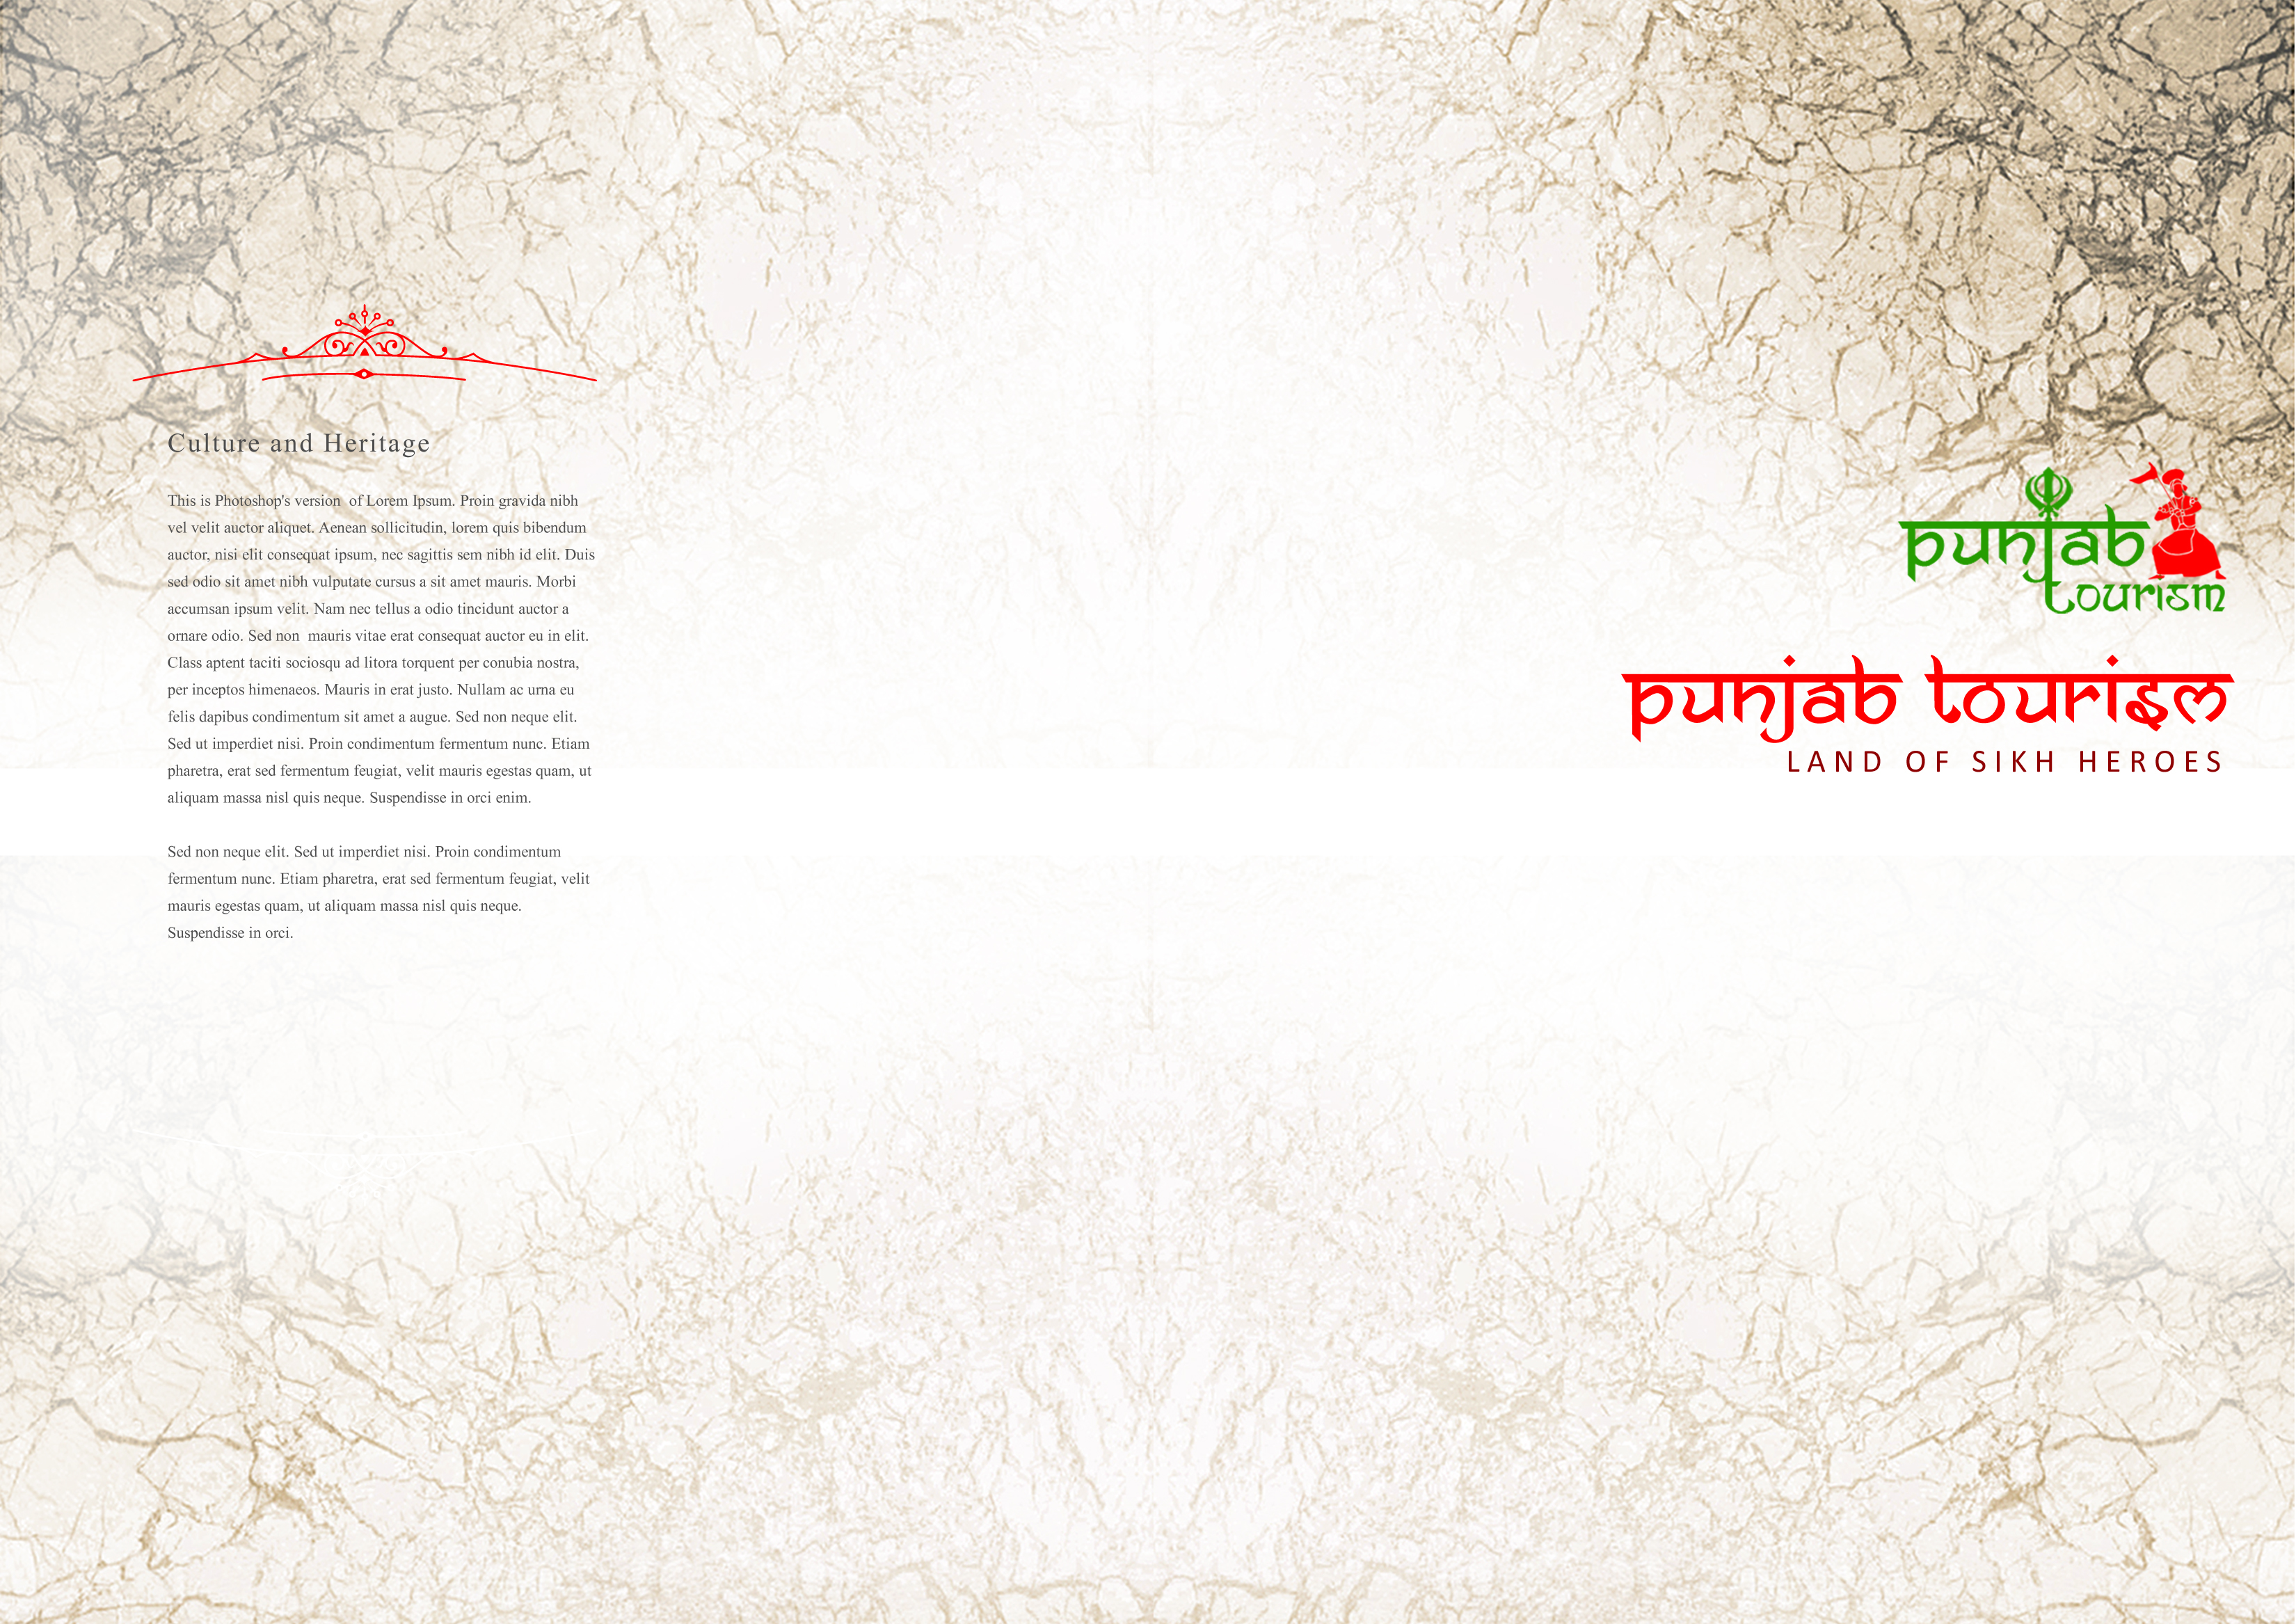 Culture and Heritage
This is Photoshop's version  of Lorem Ipsum. Proin gravida nibh
vel velit auctor aliquet. Aenean sollicitudin, lorem quis bibendum
auctor, nisi elit consequat ipsum, nec sagittis sem nibh id elit. Duis
sed odio sit amet nibh vulputate cursus a sit amet mauris. Morbi
accumsan ipsum velit. Nam nec tellus a odio tincidunt auctor a
ornare odio. Sed non  mauris vitae erat consequat auctor eu in elit.
Class aptent taciti sociosqu ad litora torquent per conubia nostra,
per inceptos himenaeos. Mauris in erat justo. Nullam ac urna eu
felis dapibus condimentum sit amet a augue. Sed non neque elit.
Sed ut imperdiet nisi. Proin condimentum fermentum nunc. Etiam
pharetra, erat sed fermentum feugiat, velit mauris egestas quam, ut
aliquam massa nisl quis neque. Suspendisse in orci enim.
Sed non neque elit. Sed ut imperdiet nisi. Proin condimentum
fermentum nunc. Etiam pharetra, erat sed fermentum feugiat, velit
mauris egestas quam, ut aliquam massa nisl quis neque.
Suspendisse in orci.
punjab
tourism
punjab tourism
LAND OF SIKH HEROES